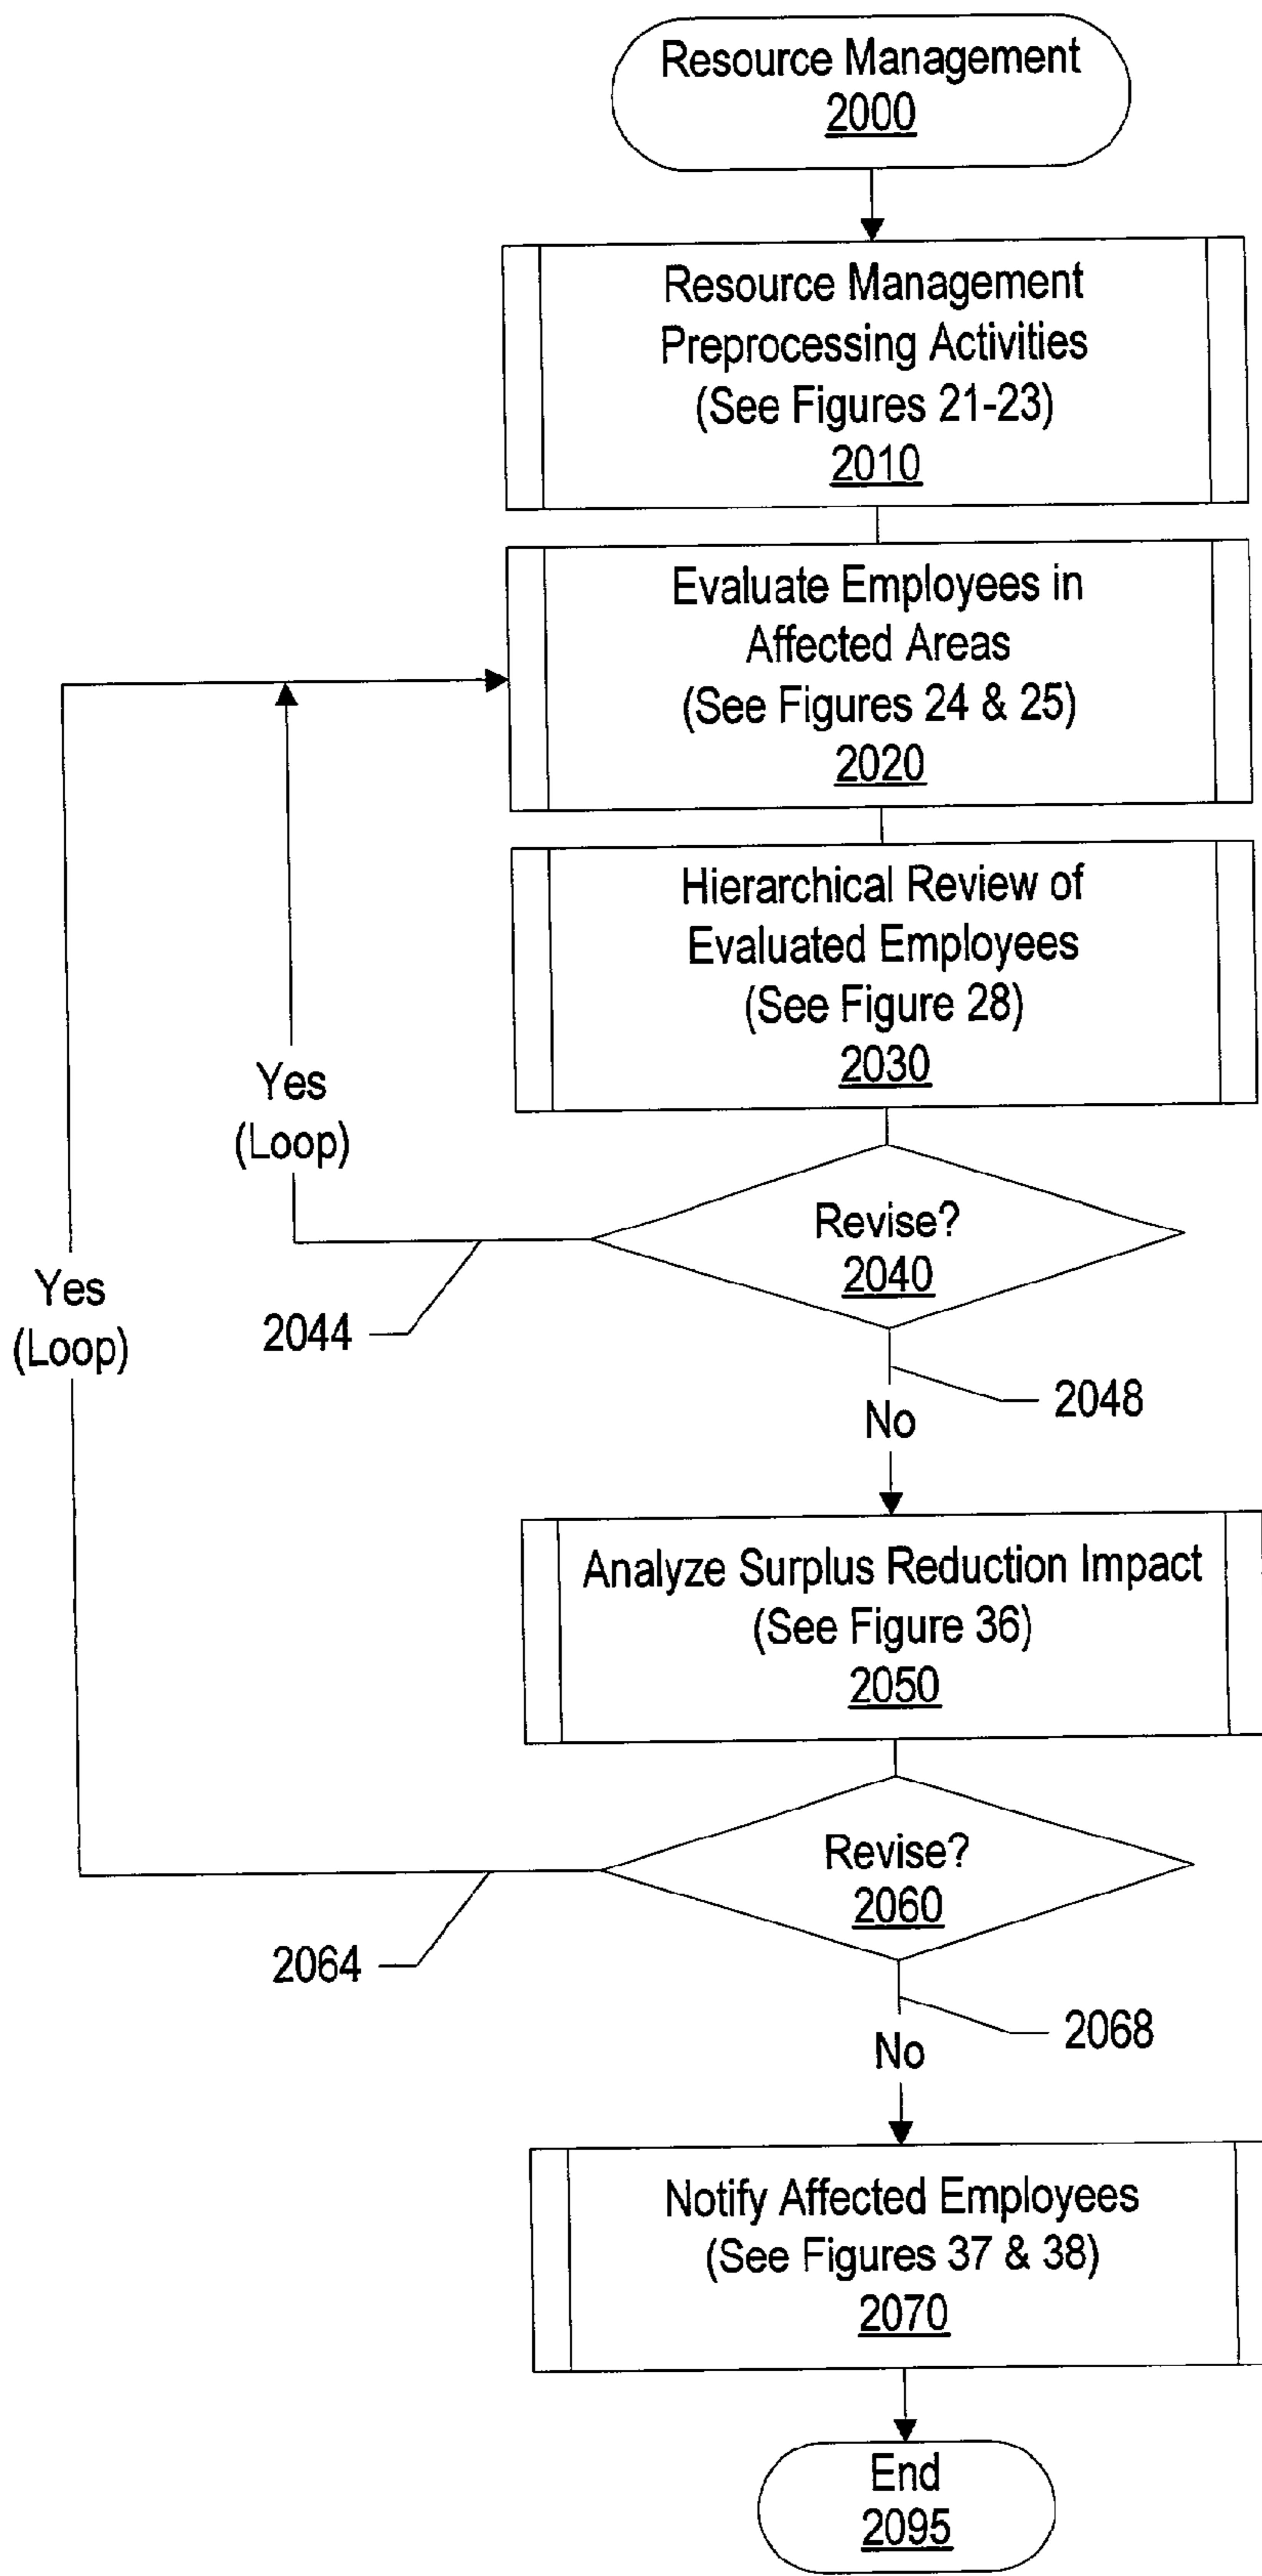 Resource Management
2000
Resource Management
Preprocessing Activities
(See Figures 21-23)
2010
Evaluate Employees in
Affected Areas
(See Figures 24 & 25)
2020
Hierarchical Review of
Evaluated Employees
(See Figure 28)
2030
Yes
(Loop)
Revise?
2040
Yes
(Loop)
2044
2048
No
Analyze Surplus Reduction Impact
(See Figure 36)
2050
Revise?
2060
2064
2068
No
Notify Affected Employees
(See Figures 37 & 38)
2070
End
2095